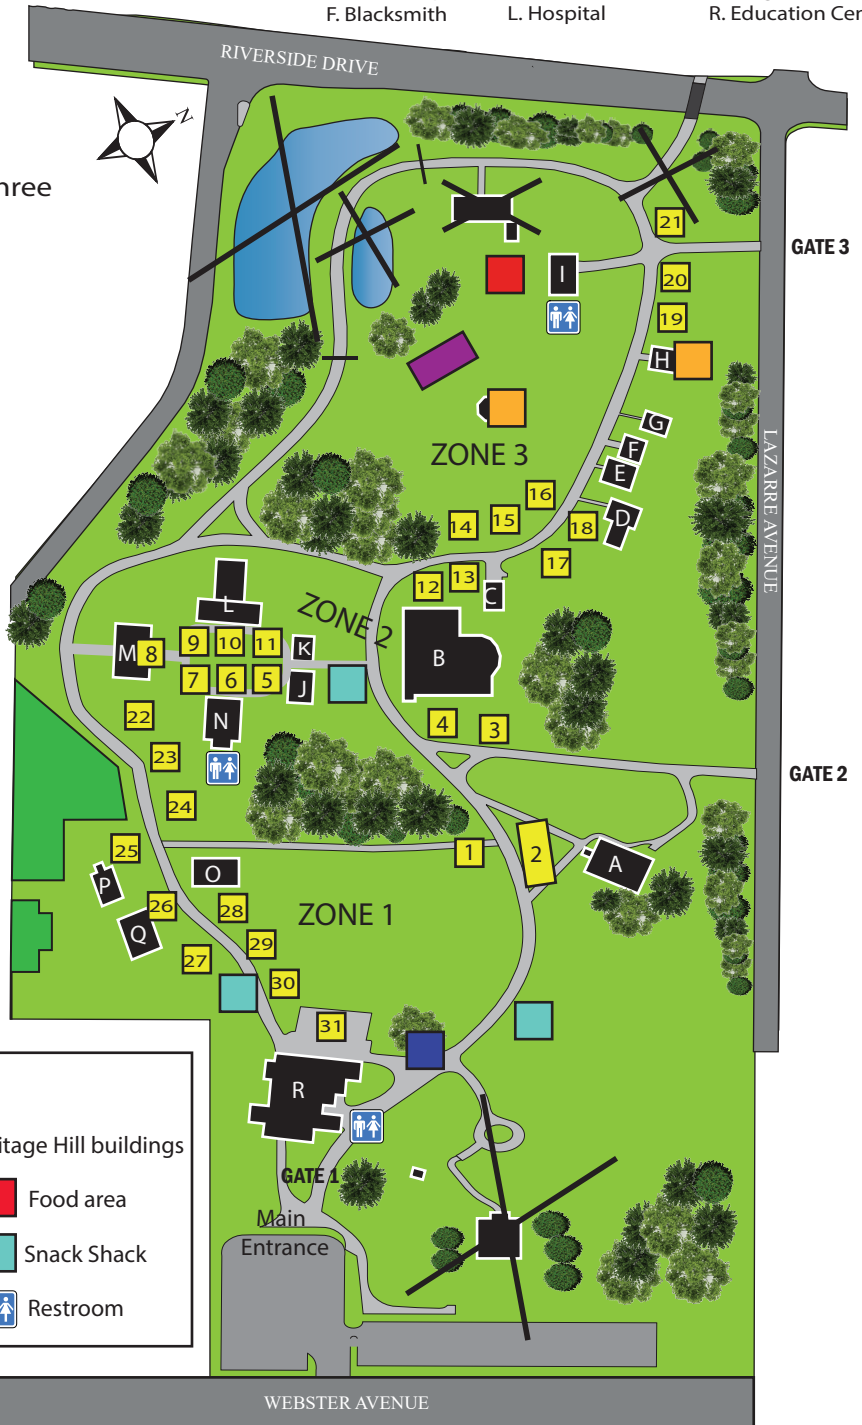 F. Blacksmith
L. Hospital
R. Education Cen
RIVERSIDE DRIVE
N
hree
21
GATE 3
I
20
19
H
G
F
E
LAZARRE AVENUE
ZONE 3
16
15
14
18
D
17
13
12
C
L
ZONE 2
9
10
11
K
M
8
B
7
6
5
J
22
N
4
3
23
GATE 2
24
25
1
2
A
P
O
26
28
ZONE 1
Q
29
27
30
31
R
itage Hill buildings
GATE 1
Food area
Main
Entrance
Snack Shack
Restroom
WEBSTER AVENUE